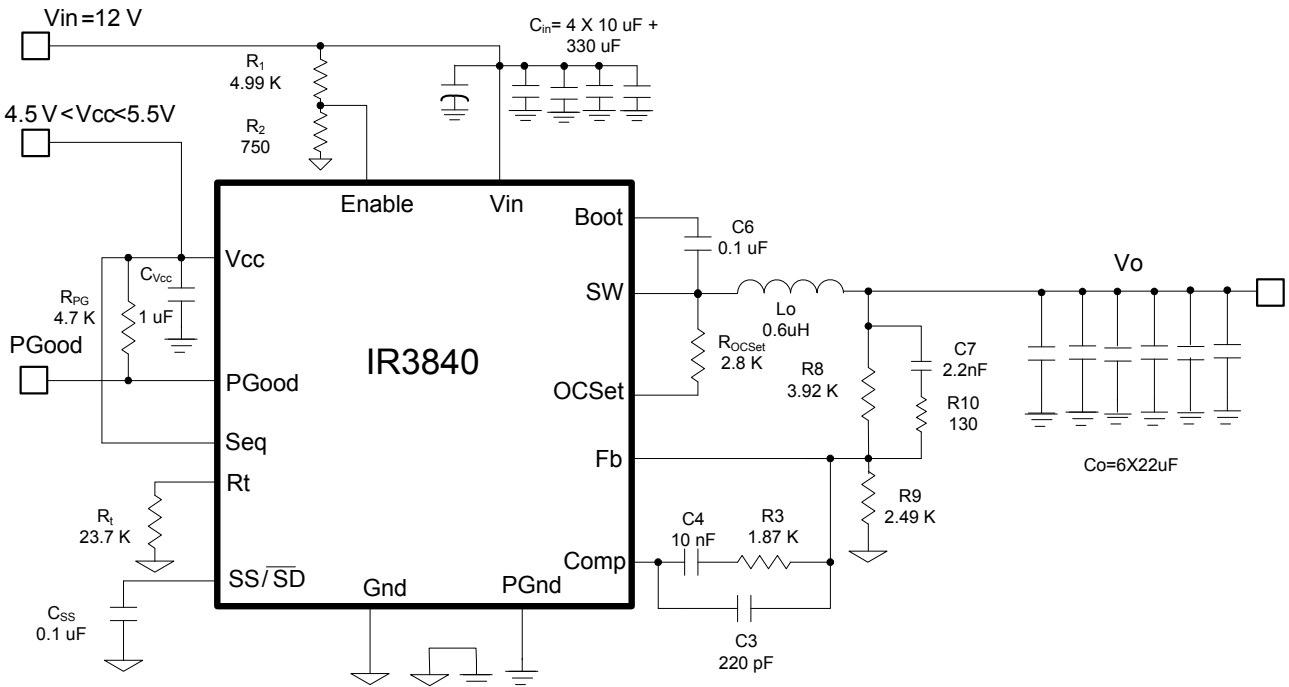 Vin=12 V
Cin= 4 X 10 uF +
330 uF
R1
4.99 K
R2
750
4.5 V<Vcc<5.5V
Enable
Vin
Boot
C6
0.1 uF
Vcc
CVcc
1 uF
RPG
4.7 K
PGood
PGood
IR3840
SW
Lo
0.6uH
Vo
ROCSet
2.8 K
OCSet
R8
3.92 K
C7
2.2nF
R10
130
Co=6X22uF
Seq
Fb
Rt
Rt
23.7 K
R9
2.49 K
C4
10 nF
R3
1.87 K
Comp
SS/SD
Gnd
PGnd
CSS
0.1 uF
C3
220 pF